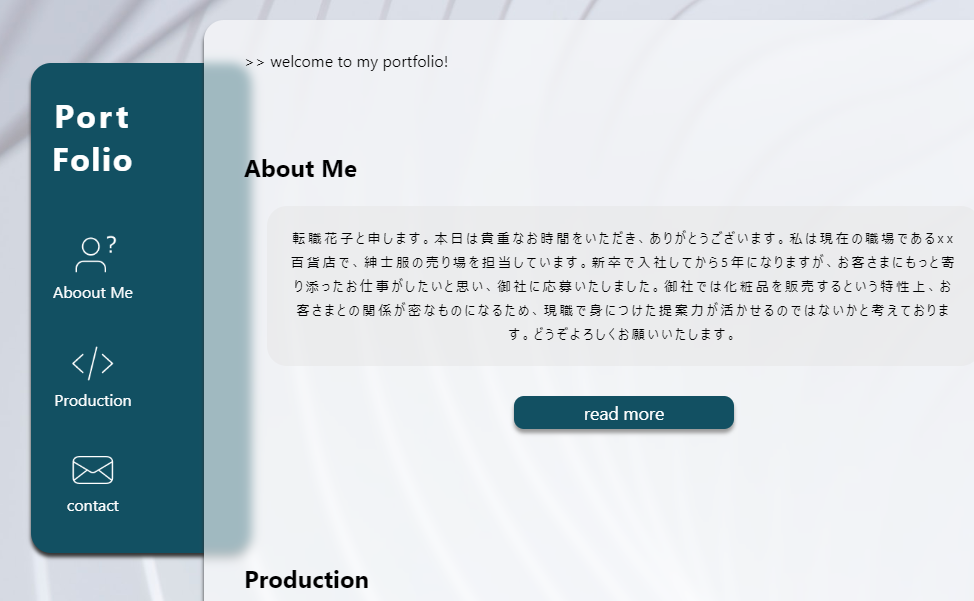 >> welcome to my portfolio!
Port
Folio
Aboout Me
Production
contact
About Me
転職花子と申します。本日は貴重なお時間をいただき、ありがとうございます。私は現在の職場であるxx
百貨店で、紳士服の売り場を担当しています。新卒で入社してから5年になりますが、お客さまにもっと寄
り添ったお仕事がしたいと思い、御社に応募いたしました。御社では化粧品を販売するという特性上、お
客さまとの関係が密なものになるため、現職で身につけた提案力が活かせるのではないかと考えておりま
す。どうぞよろしくお願いいたします。
read more
Production